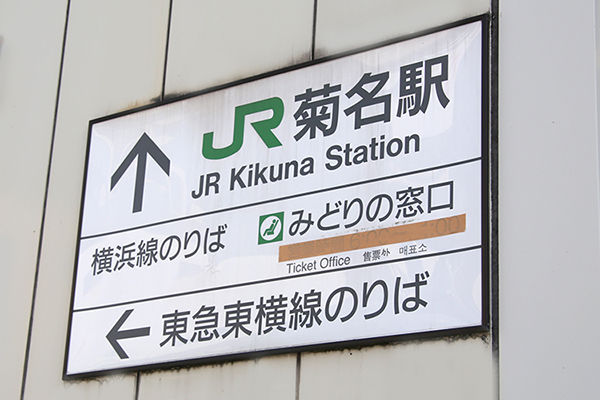 JR 菊名駅
JR Kikuna Station
横浜線のりば
みどりの窓口
Ticket Office 售票处 매표소
東急東横線のりば